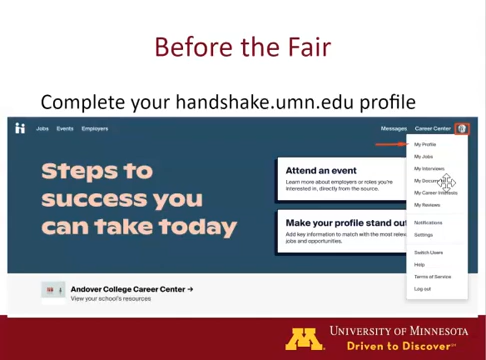 Before the Fair
Complete your handshake.umn.edu profile
Jobs Events Employers Messages Career Center
Steps to
success you
can take today
Attend an event
Learn more about employers or roles you're
interested in, directly from the source.
Make your profile stand out
Add key information to match with the most
jobs and opportunities.
Andover College Career Center →
View your school's resources
My Profile
My Jobs
My Interviews
My Career
My Reviews
Notifications
Settings
Switch Users
Help
Terms of Service
Log out
M
UNIVERSITY OF MINNESOTA
Driven to Discover